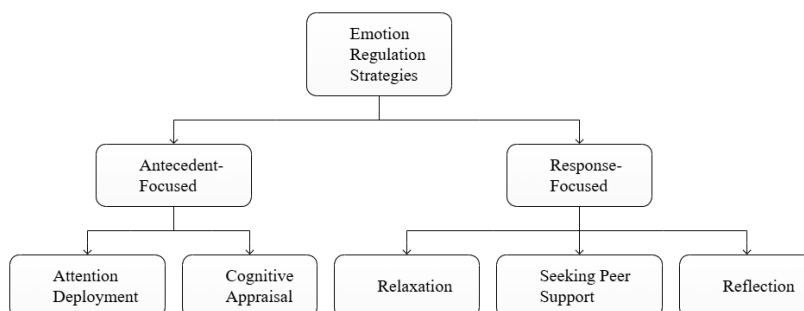 Emotion
Regulation
Strategies
Antecedent-
Focused
Response-
Focused
Attention
Deployment
Cognitive
Appraisal
Relaxation
Seeking Peer
Support
Reflection